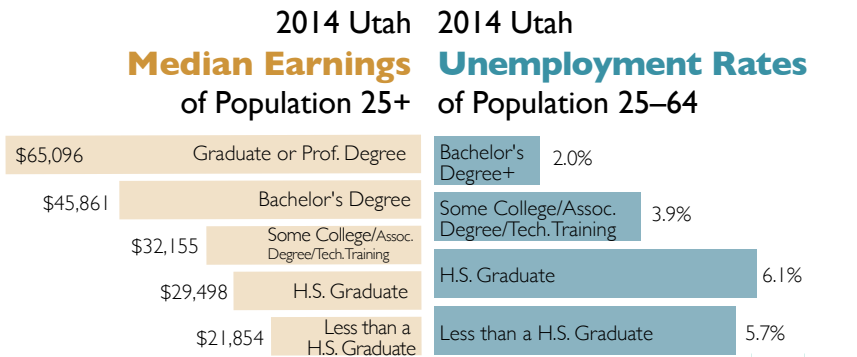 2014 Utah
Median Earnings
of Population 25+
$65,096 Graduate or Prof. Degree
$45,861 Bachelor's Degree
$32,155 Some College/Assoc.
Degree/Tech.Training
$29,498 H.S. Graduate
$21,854 Less than a
H.S. Graduate
2014 Utah
Unemployment Rates
of Population 25–64
Bachelor's
Degree+ 2.0%
Some College/Assoc.
Degree/Tech.Training 3.9%
H.S. Graduate 6.1%
Less than a H.S. Graduate 5.7%